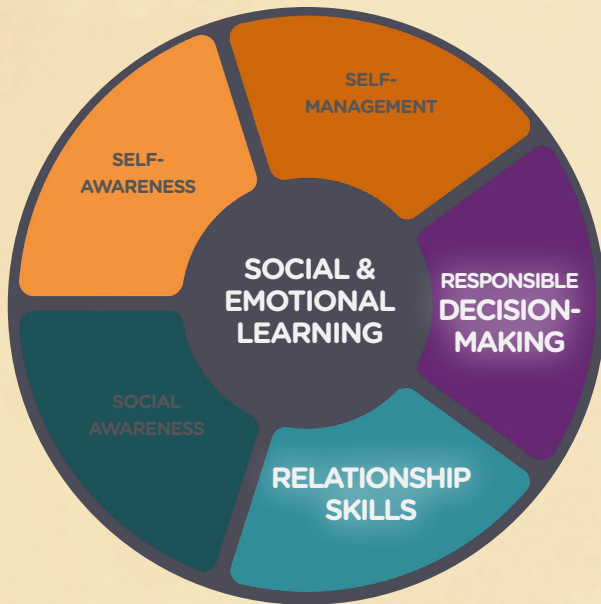 SELF-
MANAGEMENT
SELF-
AWARENESS
SOCIAL &
EMOTIONAL
LEARNING
RESPONSIBLE
DECISION-
MAKING
SOCIAL
AWARENESS
RELATIONSHIP
SKILLS